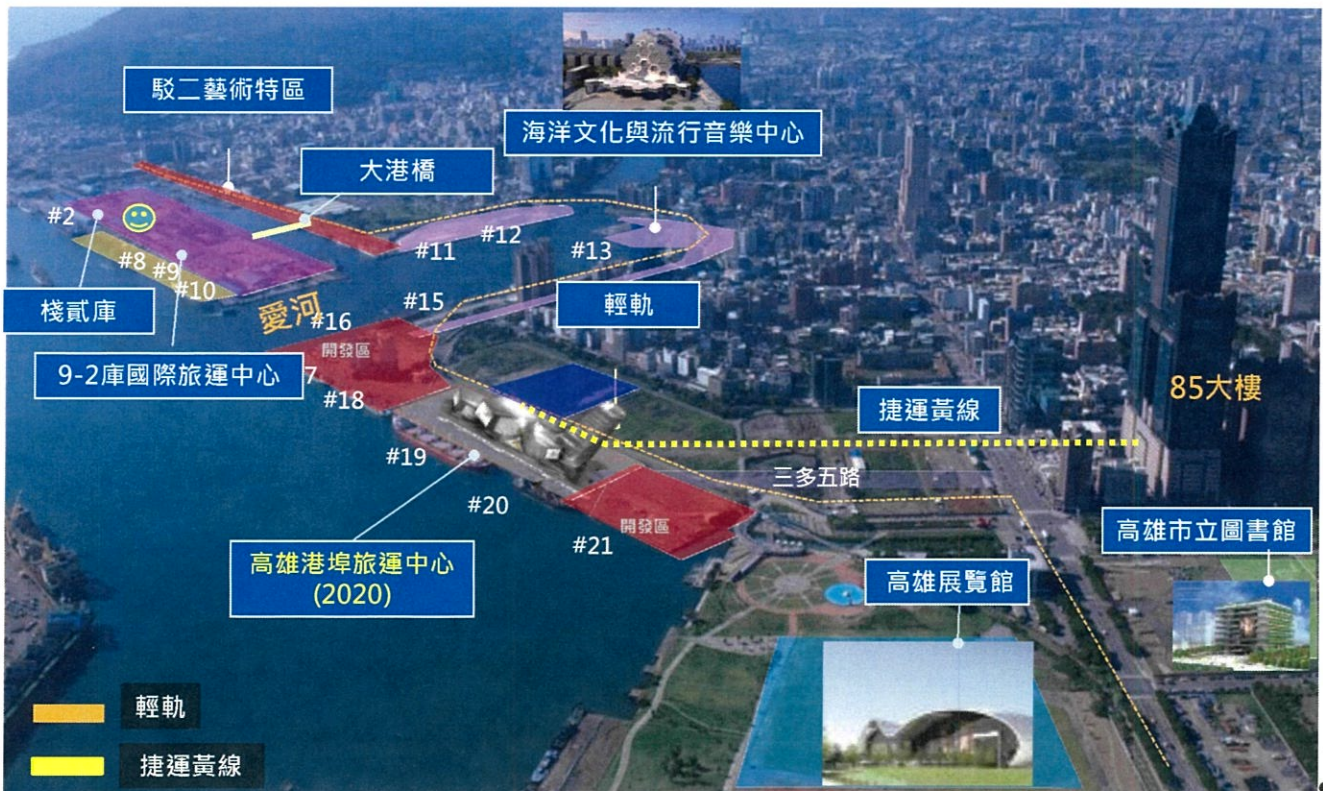 駁二藝術特區
海洋文化與流行音樂中心
大港橋
#2
#8
#9
#10
#11
#12
#13
棧貳庫
愛河
#15
#16
輕軌
9-2庫國際旅運中心
開發區
7
#18
捷運黃線
85大樓
#19
三多五路
#20
開發區
#21
高雄港埠旅運中心
(2020)
高雄展覽館
高雄市立圖書館
輕軌
捷運黃線